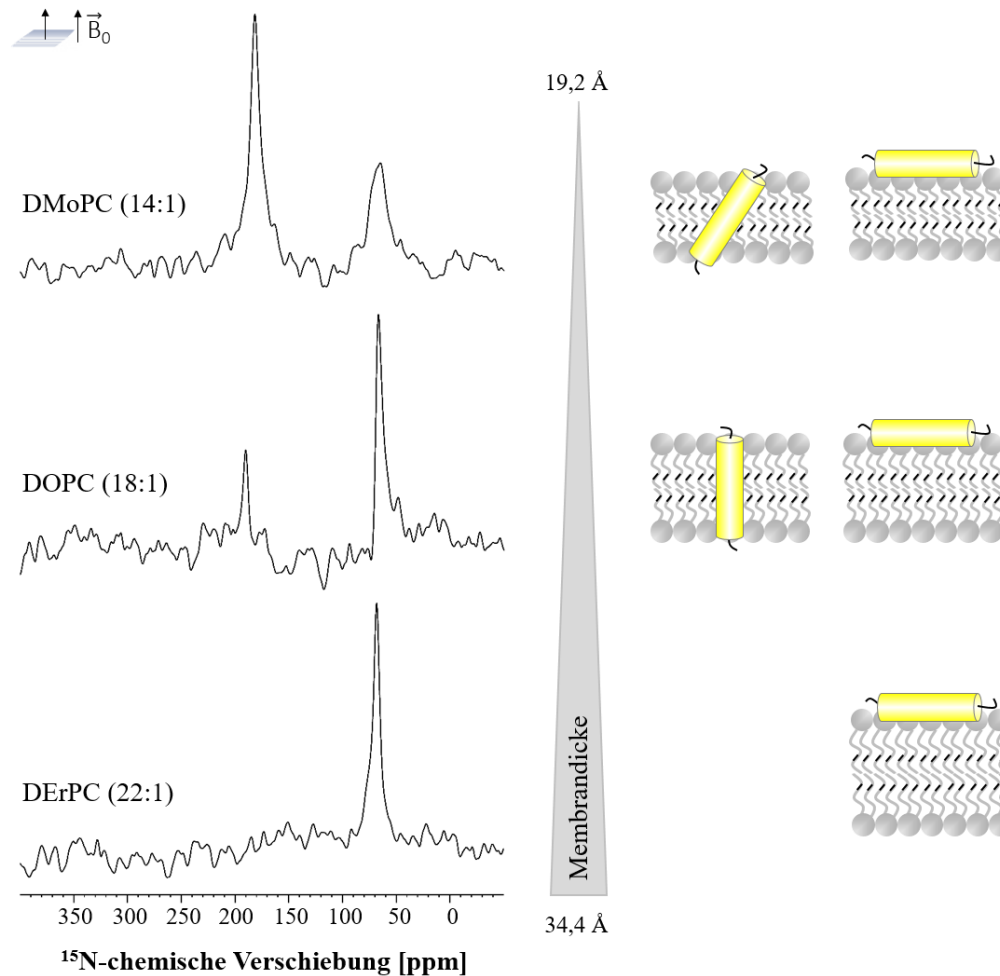 B₀
19,2 Å
DMoPC (14:1)
DOPC (18:1)
DErPC (22:1)
Membrandicke
350 300 250 200 150 100 50 0
34,4 Å
¹⁵N-chemische Verschiebung [ppm]